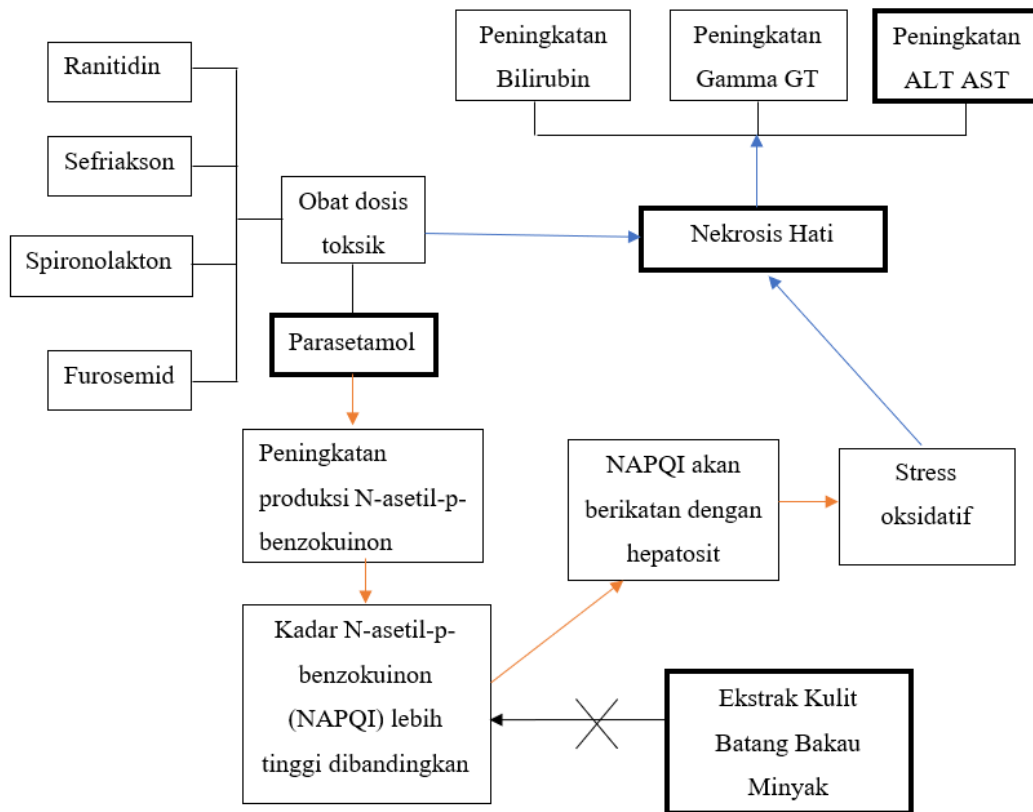 Peningkatan
Bilirubin
Peningkatan
Gamma GT
Peningkatan
ALT AST
Ranitidin
Sefriakson
Spironolakton
Furosemid
Obat dosis
toksik
Nekrosis Hati
Parasetamol
Peningkatan
produksi N-asetil-p-
benzokuinon
NAPQI akan
berikatan dengan
hepatosit
Stress
oksidatif
Kadar N-asetil-p-
benzokuinon
(NAPQI) lebih
tinggi dibandingkan
Ekstrak Kulit
Batang Bakau
Minyak